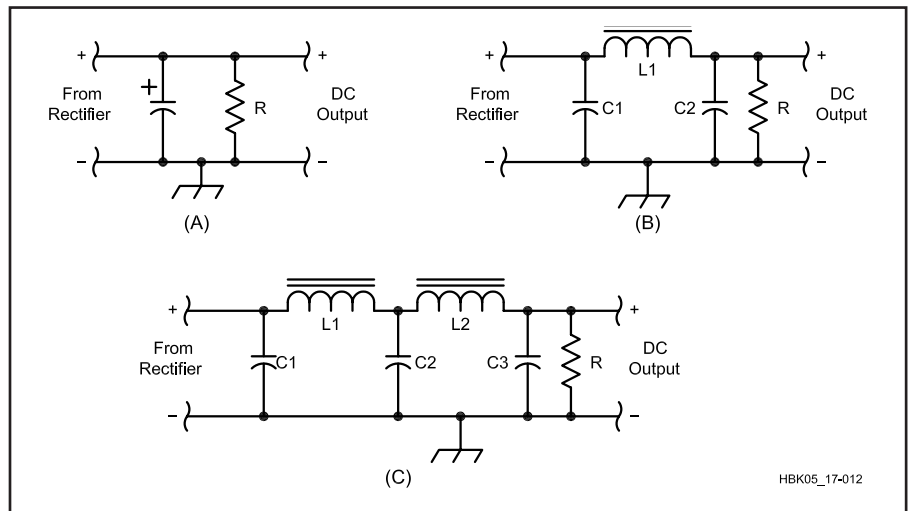 + + + +
L1
+
From
Rectifier
R
DC
Output
From
Rectifier
C1
C2
R
DC
Output
– – – –
(A)
(B)
+ +
L1 L2
From
Rectifier
C1
C2
C3
R
DC
Output
– –
(C)
HBK05_17-012